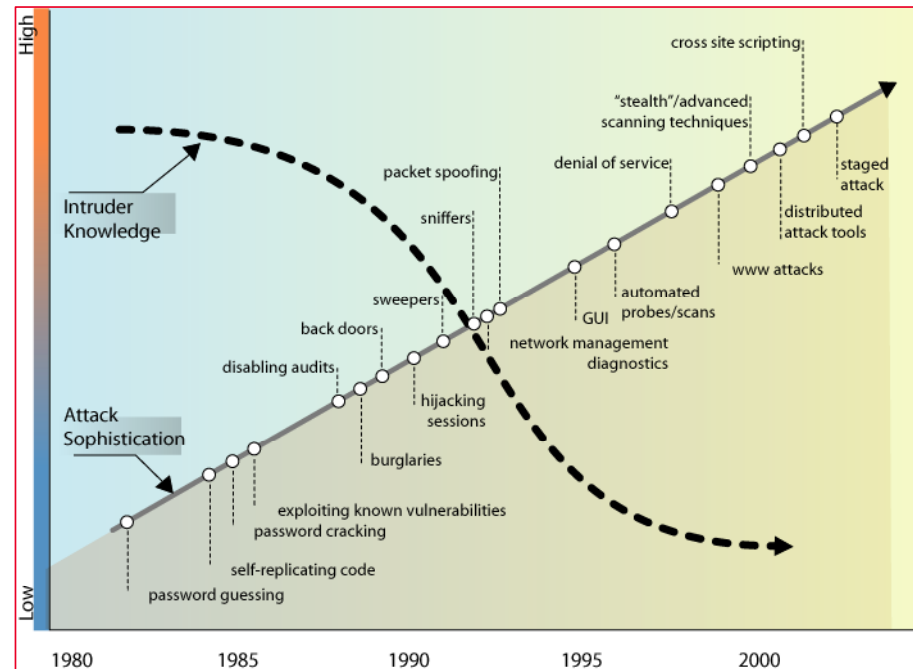 High
cross site scripting
"stealth"/advanced
scanning techniques
packet spoofing
denial of service
staged
attack
Intruder
Knowledge
sniffers
distributed
attack tools
www attacks
sweepers
automated
probes/scans
GUI
back doors
network management
diagnostics
disabling audits
hijacking
sessions
Attack
Sophistication
burglaries
exploiting known vulnerabilities
password cracking
self-replicating code
password guessing
Low
1980
1985
1990
1995
2000